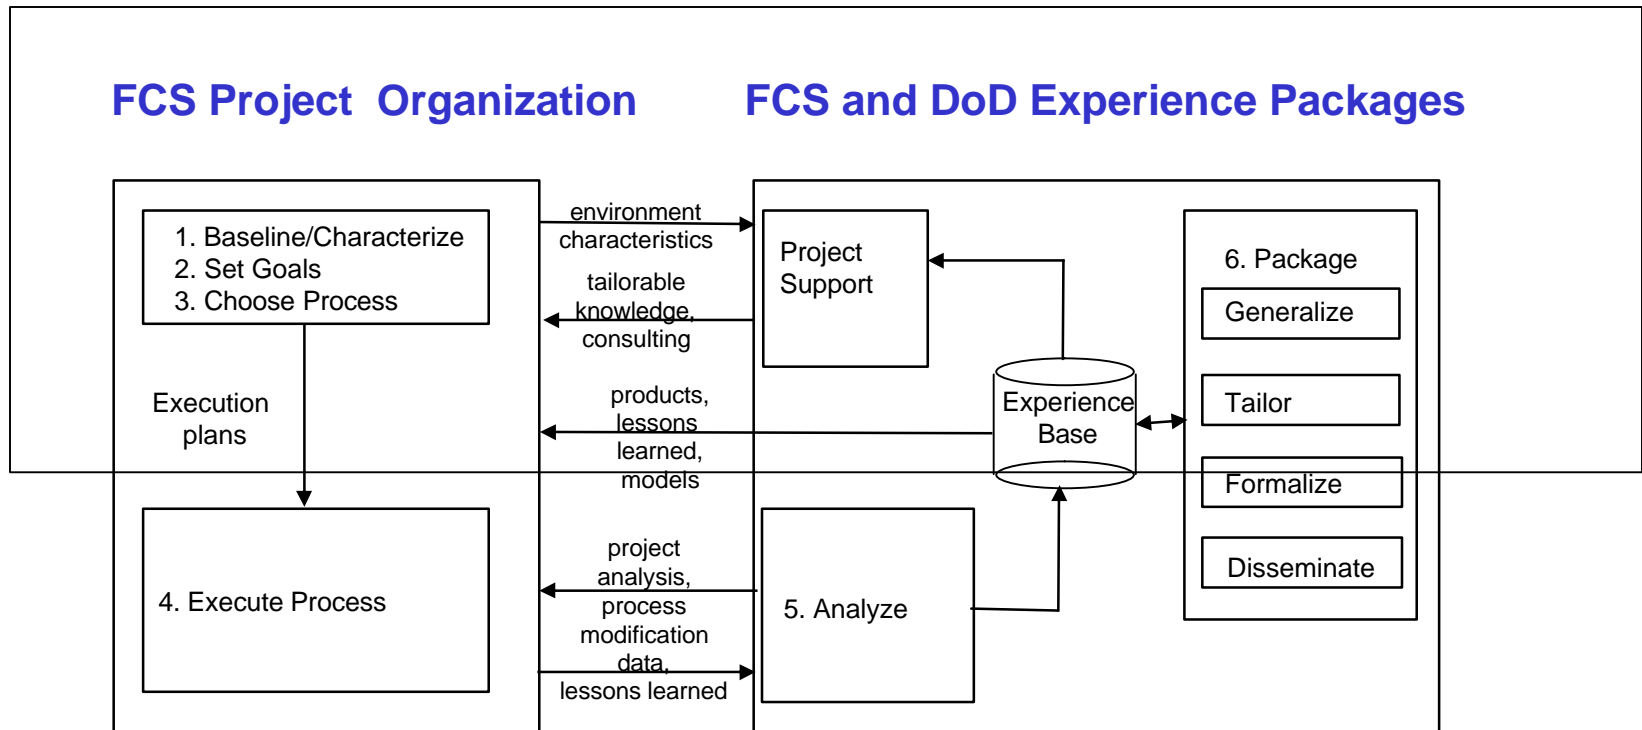 FCS Project Organization
FCS and DoD Experience Packages
1. Baseline/Characterize
2. Set Goals
3. Choose Process
Execution
plans
4. Execute Process
environment
characteristics
tailorable
knowledge,
consulting
products,
lessons
learned,
models
project
analysis,
process
modification
data,
lessons learned
Project
Support
Experience
Base
5. Analyze
6. Package
Generalize
Tailor
Formalize
Disseminate